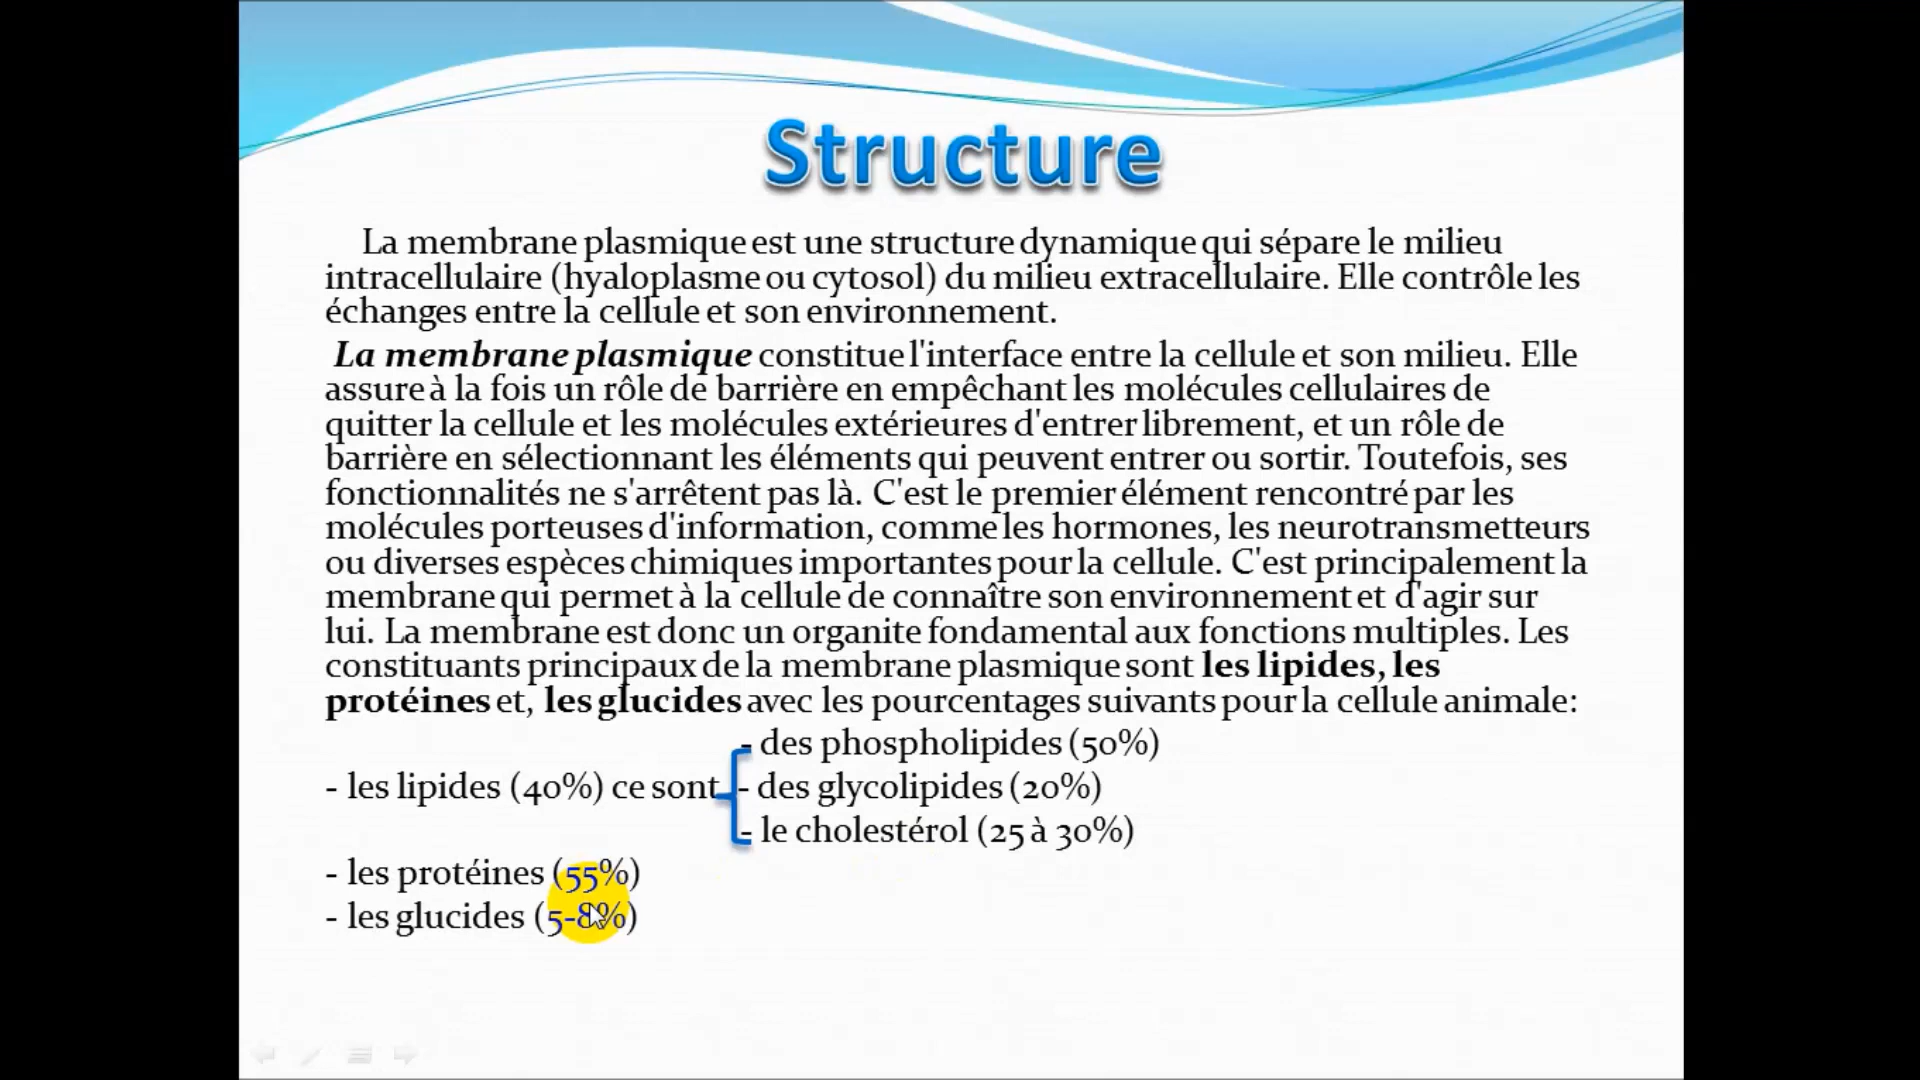 Structure
La membrane plasmique est une structure dynamique qui sépare le milieu
intracellulaire (hyaloplasme ou cytosol) du milieu extracellulaire. Elle contrôle les
échanges entre la cellule et son environnement.
La membrane plasmique constitue l'interface entre la cellule et son milieu. Elle
assure à la fois un rôle de barrière en empêchant les molécules cellulaires de
quitter la cellule et les molécules extérieures d'entrer librement, et un rôle de
barrière en sélectionnant les éléments qui peuvent entrer ou sortir. Toutefois, ses
fonctionnalités ne s'arrêtent pas là. C'est le premier élément rencontré par les
molécules porteuses d'information, comme les hormones, les neurotransmetteurs
ou diverses espèces chimiques importantes pour la cellule. C'est principalement la
membrane qui permet à la cellule de connaître son environnement et d'agir sur
lui. La membrane est donc un organite fondamental aux fonctions multiples. Les
constituants principaux de la membrane plasmique sont les lipides, les
protéines et, les glucides avec les pourcentages suivants pour la cellule animale:
- des phospholipides (50%)
- les lipides (40%) ce sont - des glycolipides (20%)
- le cholestérol (25 à 30%)
- les protéines (55%)
- les glucides (5-8%)